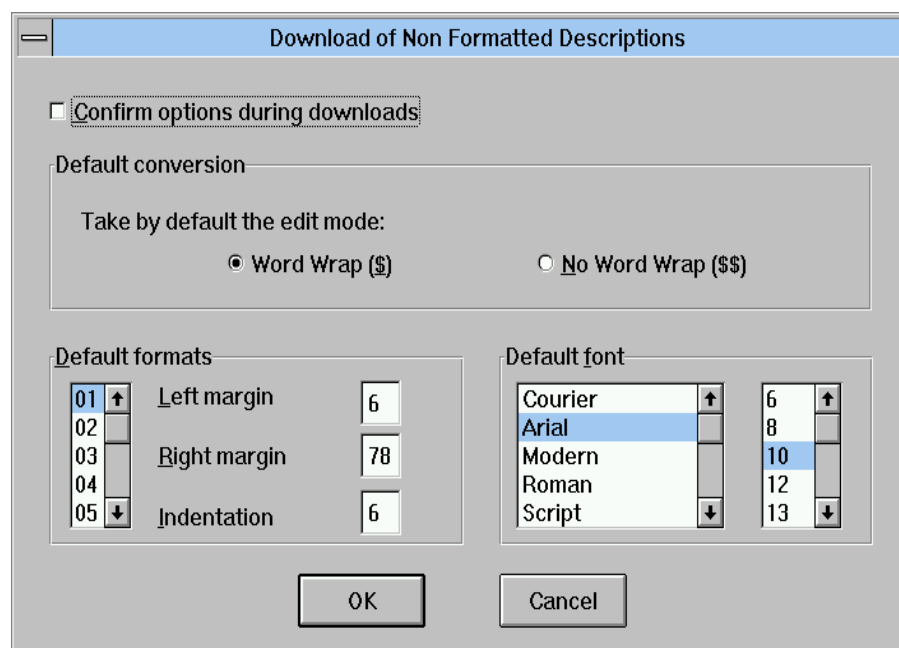 Download of Non Formatted Descriptions
Confirm options during downloads
Default conversion
Take by default the edit mode:
Word Wrap ($) No Word Wrap ($$)
Default formats
01
02
03
04
05
Left margin 6
Right margin 78
Indentation 6
Default font
Courier
Arial
Modern
Roman
Script
6
8
10
12
13
OK Cancel